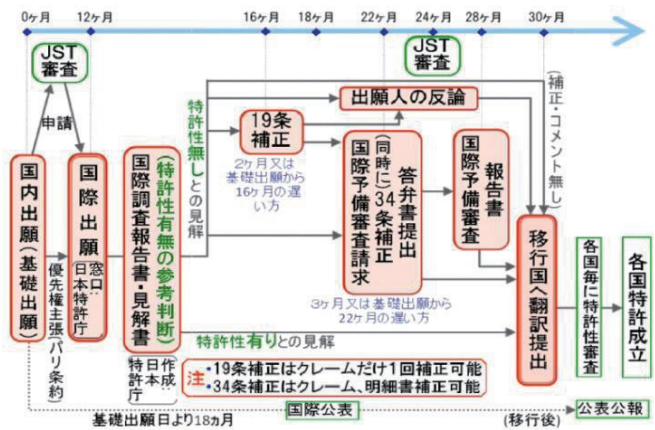 0ヶ月
12ヶ月
16ヶ月
18ヶ月
22ヶ月
24ヶ月
28ヶ月
30ヶ月
JST
審査
JST
審査
申請
国内出願(基礎出願)
優先権主張(パリ条約)
国際出願
窓口:
日本特許庁
国際調査報告書・見解書
(特許性有無の参考判断)
作成:
日本
特許庁
特許性無しとの見解
19条
補正
2ヶ月又は
基礎出願から
16ヶ月の遅
い方
出願人の反論
国際予備審査請求
(同時に)34条補正
答弁書提出
3ヶ月又は基礎出願から
22ヶ月の遅い方
国際予備審査
報告書
(補正・コメント無し)
移行国へ翻訳提出
各国毎に特許性審査
各国特許成立
特許性有りとの見解
注
・19条補正はクレームだけ1回補正可能
・34条補正はクレーム、明細書補正可能
基礎出願日より18ヵ月
国際公表
(移行後)
公表公報